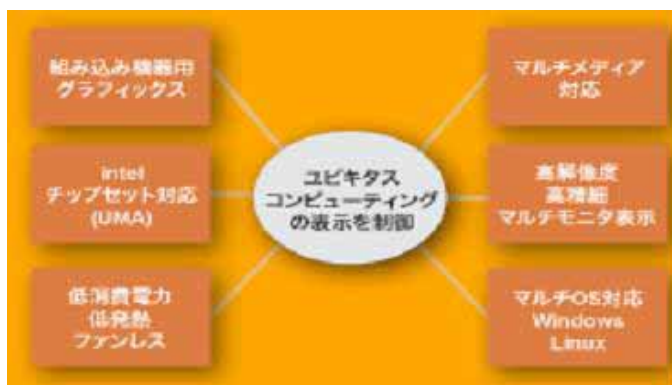 組み込み機器用
グラフィックス
intel
チップセット対応
(UMA)
低消費電力
低発熱
ファンレス
ユビキタス
コンピューティング
の表示を制御
マルチメディア
対応
高解像度
高精細
マルチモニタ表示
マルチOS対応
Windows
Linux